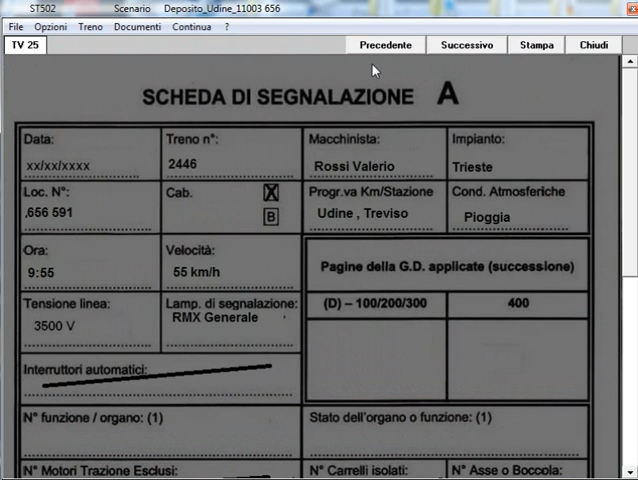 ST502 Scenario Deposito_Udine_11003 656
File Opzioni Treno Documenti Continua ?
TV 25 Precedente Successivo Stampa Chiudi
SCHEDA DI SEGNALAZIONE A
Data: Treno n°: Macchinista: Impianto:
xx/xx/xxxx 2446 Rossi Valerio Trieste
Loc. N°: Cab. X Progr.va Km/Stazione Cond. Atmosferiche
656 591 B Udine , Treviso Pioggia
Ora: Velocità:
9:55 55 km/h
Pagine della G.D. applicate (successione)
Tensione linea: Lamp. di segnalazione: (D) – 100/200/300 400
3500 V RMX Generale
Interruttori automatici:
N° funzione / organo: (1) Stato dell'organo o funzione: (1)
N° Motori Trazione Esclusi: N° Carrelli isolati: N° Asse o Boccola: